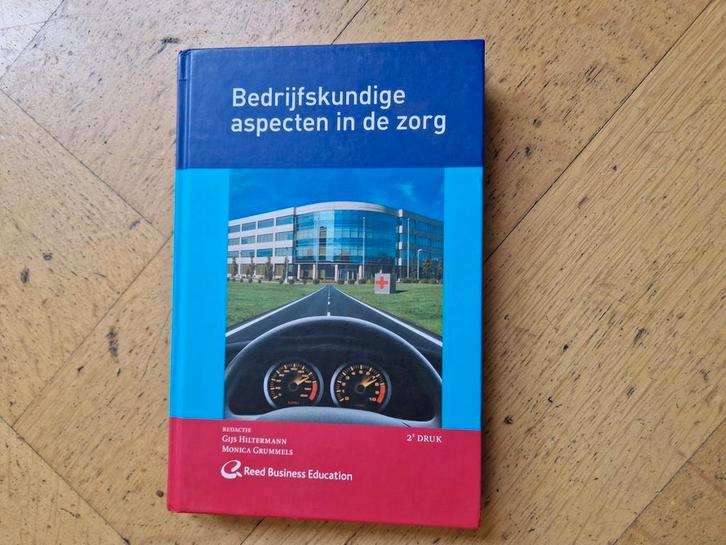 Bedrijfskundige
aspecten in de zorg
REDACTIE
GIJS HILTERMANN
MONICA GRUMMELS
2ᵉ DRUK
Reed Business Education